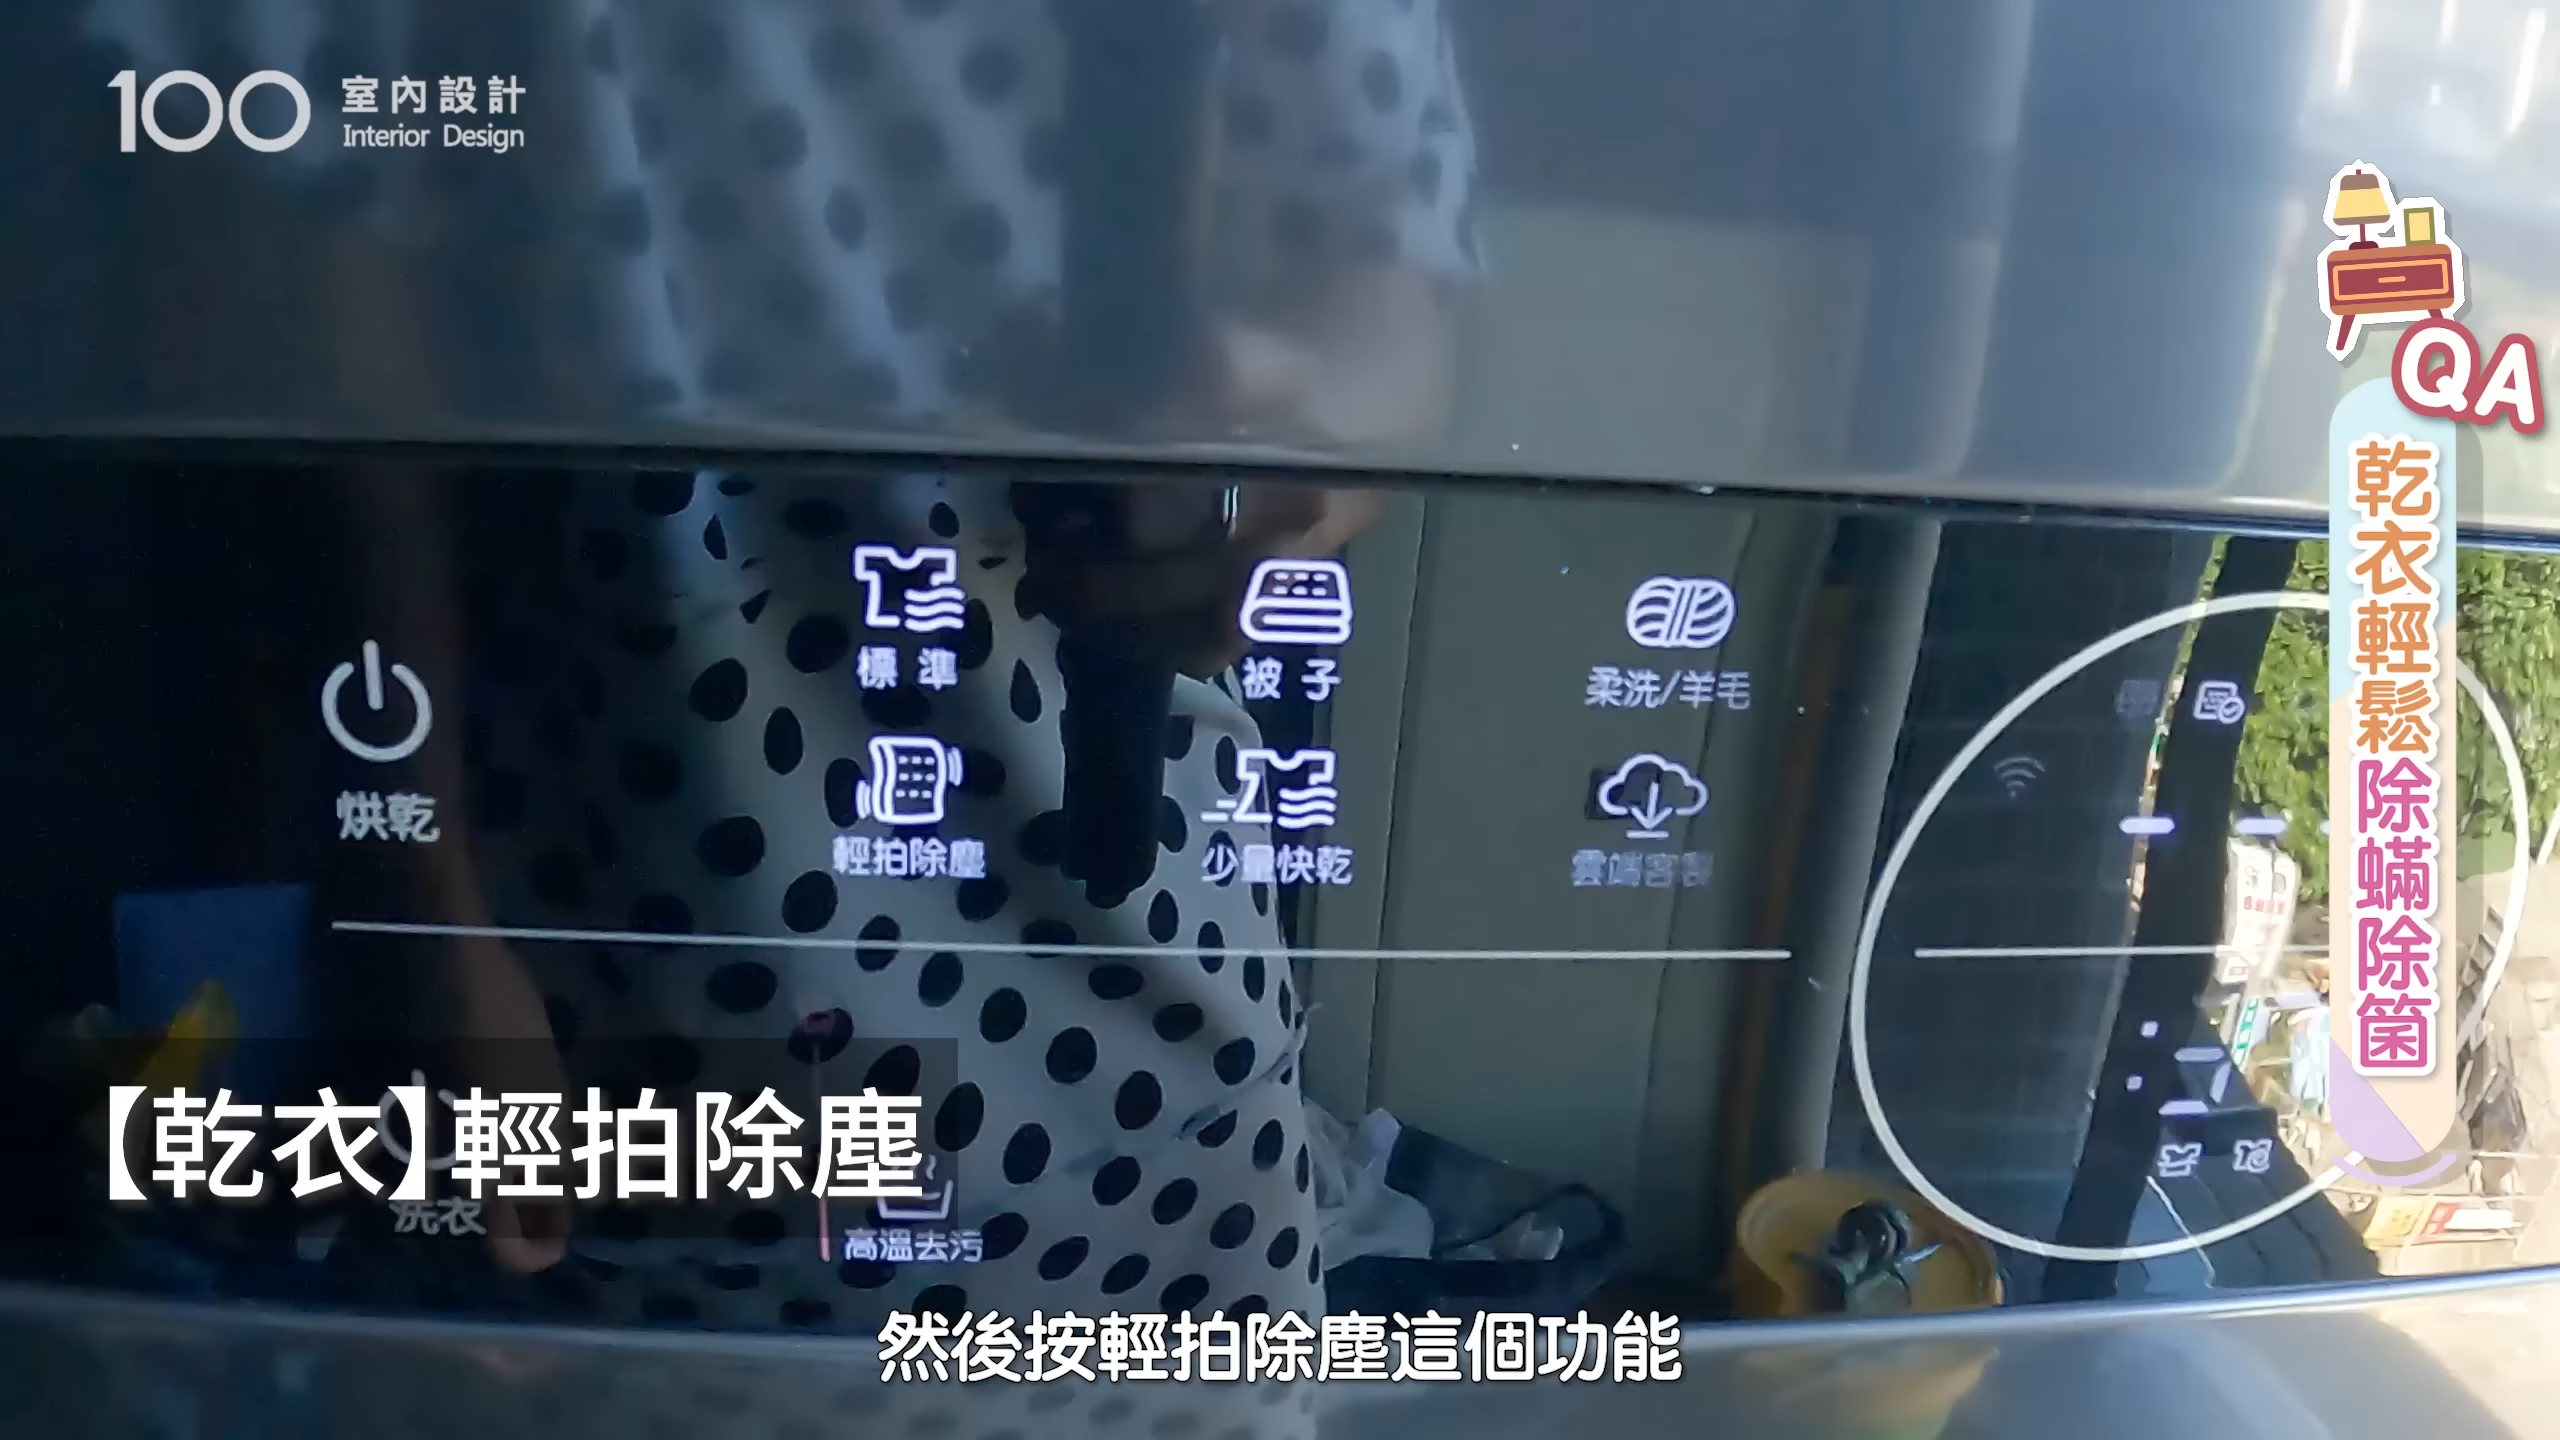 100 室內設計
Interior Design
QA
乾衣輕鬆除蟎除菌
標準
被子
柔洗/羊毛
烘乾
輕拍除塵
少量快乾
雲端客製
【乾衣】輕拍除塵
洗衣
高溫去污
然後按輕拍除塵這個功能